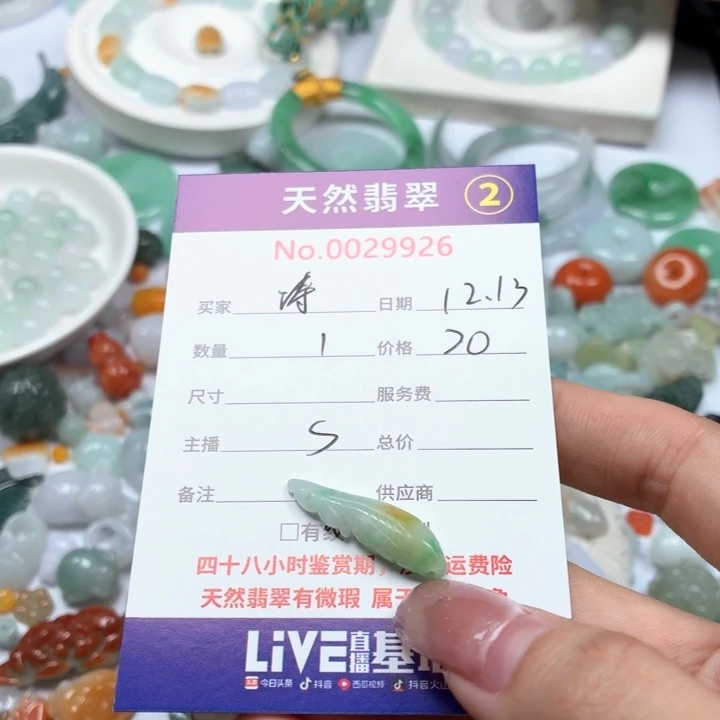 天然翡翠 2
No.0029926
买家 涛 日期 12.13
数量 1 价格 20
尺寸 服务费
主播 S 总价
备注 供应商
□有
四十八小时鉴赏期, 运费险
天然翡翠有微瑕 属于
LiVE直播基
今日头条 抖音 西瓜视频 抖音火山